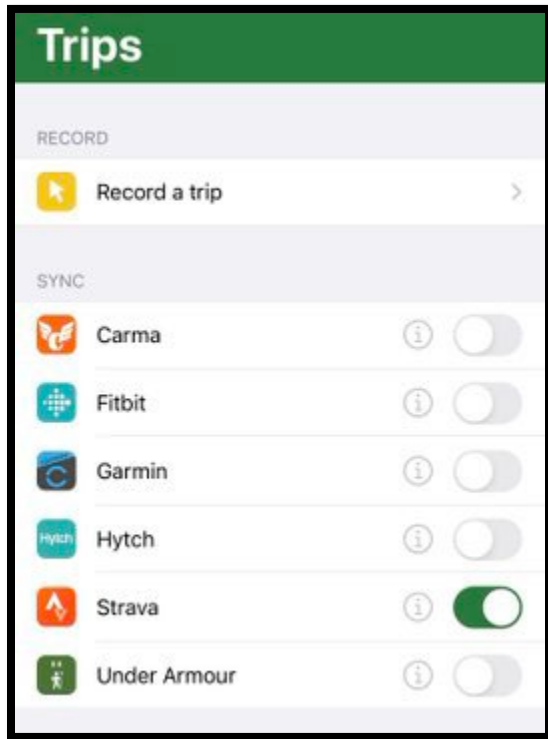 Trips
RECORD
Record a trip
SYNC
Carma
Fitbit
Garmin
Hytch
Hytch
Strava
Under Armour